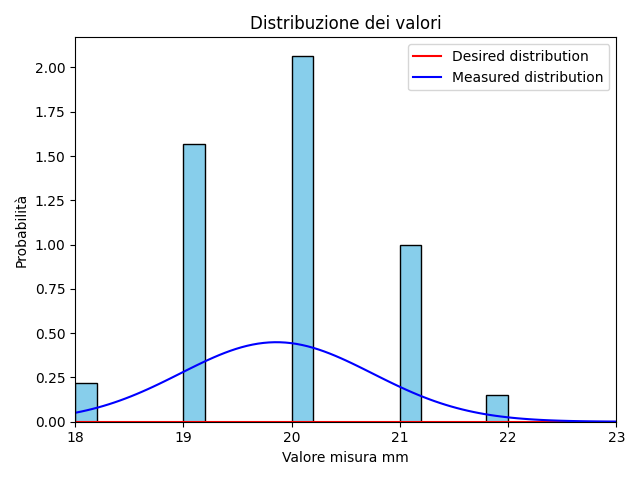 Distribuzione dei valori
Desired distribution
Measured distribution
Probabilità
2.00
1.75
1.50
1.25
1.00
0.75
0.50
0.25
0.00
18 19 20 21 22 23
Valore misura mm